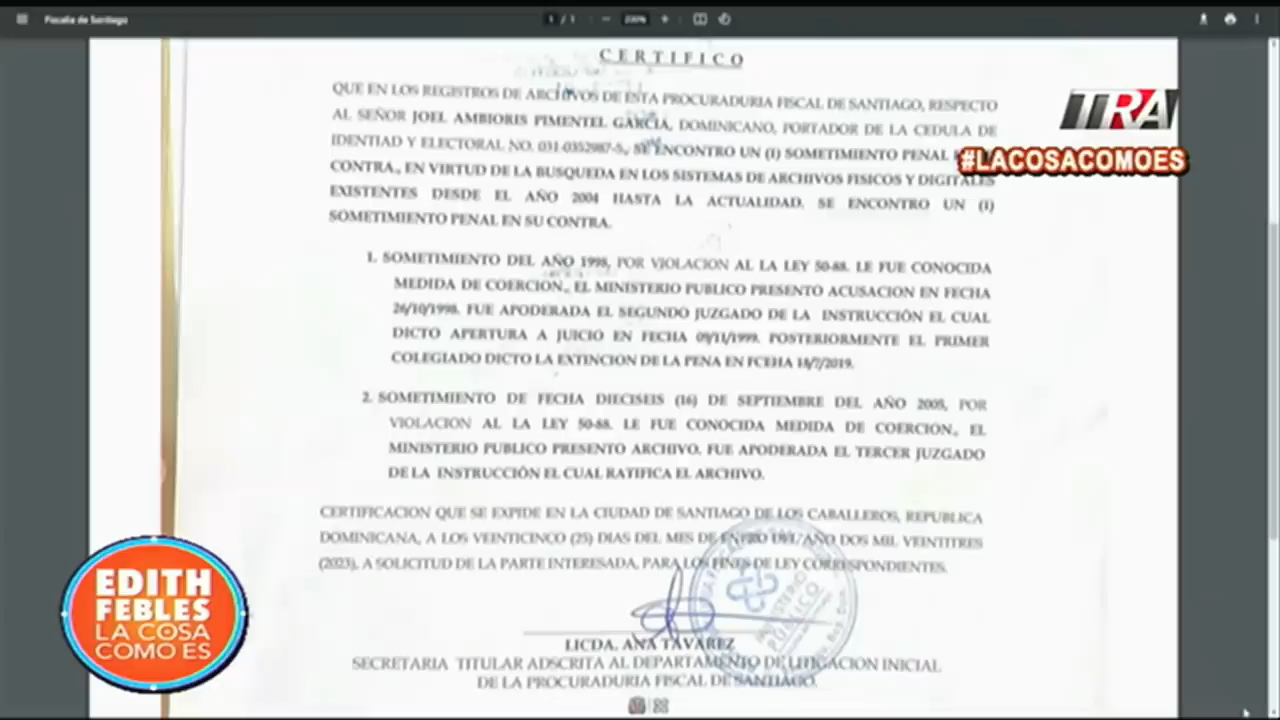 Fiscalia de Santiago
1 / 1
200%
CERTIFICO
TRA
#LACOSACOMOES
QUE EN LOS REGISTROS DE ARCHIVOS DE ESTA PROCURADURIA FISCAL DE SANTIAGO, RESPECTO
AL SEÑOR JOEL AMBIORIS PIMENTEL GARCIA, DOMINICANO, PORTADOR DE LA CEDULA DE
IDENTIAD Y ELECTORAL NO. 031-0352987-5., SE ENCONTRO UN (1) SOMETIMIENTO PENAL
CONTRA., EN VIRTUD DE LA BUSQUEDA EN LOS SISTEMAS DE ARCHIVOS FISICOS Y DIGITALES
EXISTENTES DESDE EL AÑO 2004 HASTA LA ACTUALIDAD. SE ENCONTRO UN (1)
SOMETIMIENTO PENAL EN SU CONTRA.
1. SOMETIMIENTO DEL AÑO 1998, POR VIOLACION AL LA LEY 50-88. LE FUE CONOCIDA
MEDIDA DE COERCION., EL MINISTERIO PUBLICO PRESENTO ACUSACION EN FECHA
26/10/1998. FUE APODERADA EL SEGUNDO JUZGADO DE LA INSTRUCCIÓN EL CUAL
DICTO APERTURA A JUICIO EN FECHA 09/11/1999. POSTERIORMENTE EL PRIMER
COLEGIADO DICTO LA EXTINCION DE LA PENA EN FCEHA 18/7/2019.
2. SOMETIMIENTO DE FECHA DIECISEIS (16) DE SEPTIEMBRE DEL AÑO 2005, POR
VIOLACION AL LA LEY 50-88. LE FUE CONOCIDA MEDIDA DE COERCION., EL
MINISTERIO PUBLICO PRESENTO ARCHIVO. FUE APODERADA EL TERCER JUZGADO
DE LA INSTRUCCIÓN EL CUAL RATIFICA EL ARCHIVO.
CERTIFICACION QUE SE EXPIDE EN LA CIUDAD DE SANTIAGO DE LOS CABALLEROS, REPUBLICA
DOMINICANA, A LOS VEINTICINCO (25) DIAS DEL MES DE ENERO DEL AÑO DOS MIL VEINTITRES
(2023), A SOLICITUD DE LA PARTE INTERESADA, PARA LOS FINES DE LEY CORRESPONDIENTES.
MINISTERIO
PUBLICO
LICDA. ANA TAVAREZ
SECRETARIA TITULAR ADSCRITA AL DEPARTAMENTO DE LITIGACION INICIAL
DE LA PROCURADURIA FISCAL DE SANTIAGO.
EDITH
FEBLES
LA COSA
COMO ES